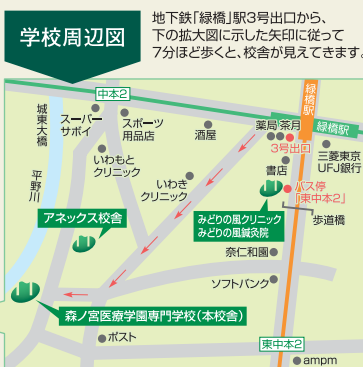 学校周辺図
地下鉄「緑橋」駅3号出口から、
下の拡大図に示した矢印に従って
7分ほど歩くと、校舎が見えてきます。
中本2
緑橋駅
緑橋駅
城東大橋
平野川
スーパー
サボイ
スポーツ
用品店
酒屋
薬局
茶月
3号出口
三菱東京
UFJ銀行
いわもと
クリニック
いわき
クリニック
書店
バス停
「東中本2」
アネックス校舎
みどりの風クリニック
みどりの風鍼灸院
歩道橋
奈仁和園
ソフトバンク
森ノ宮医療学園専門学校(本校舎)
ポスト
東中本2
ampm